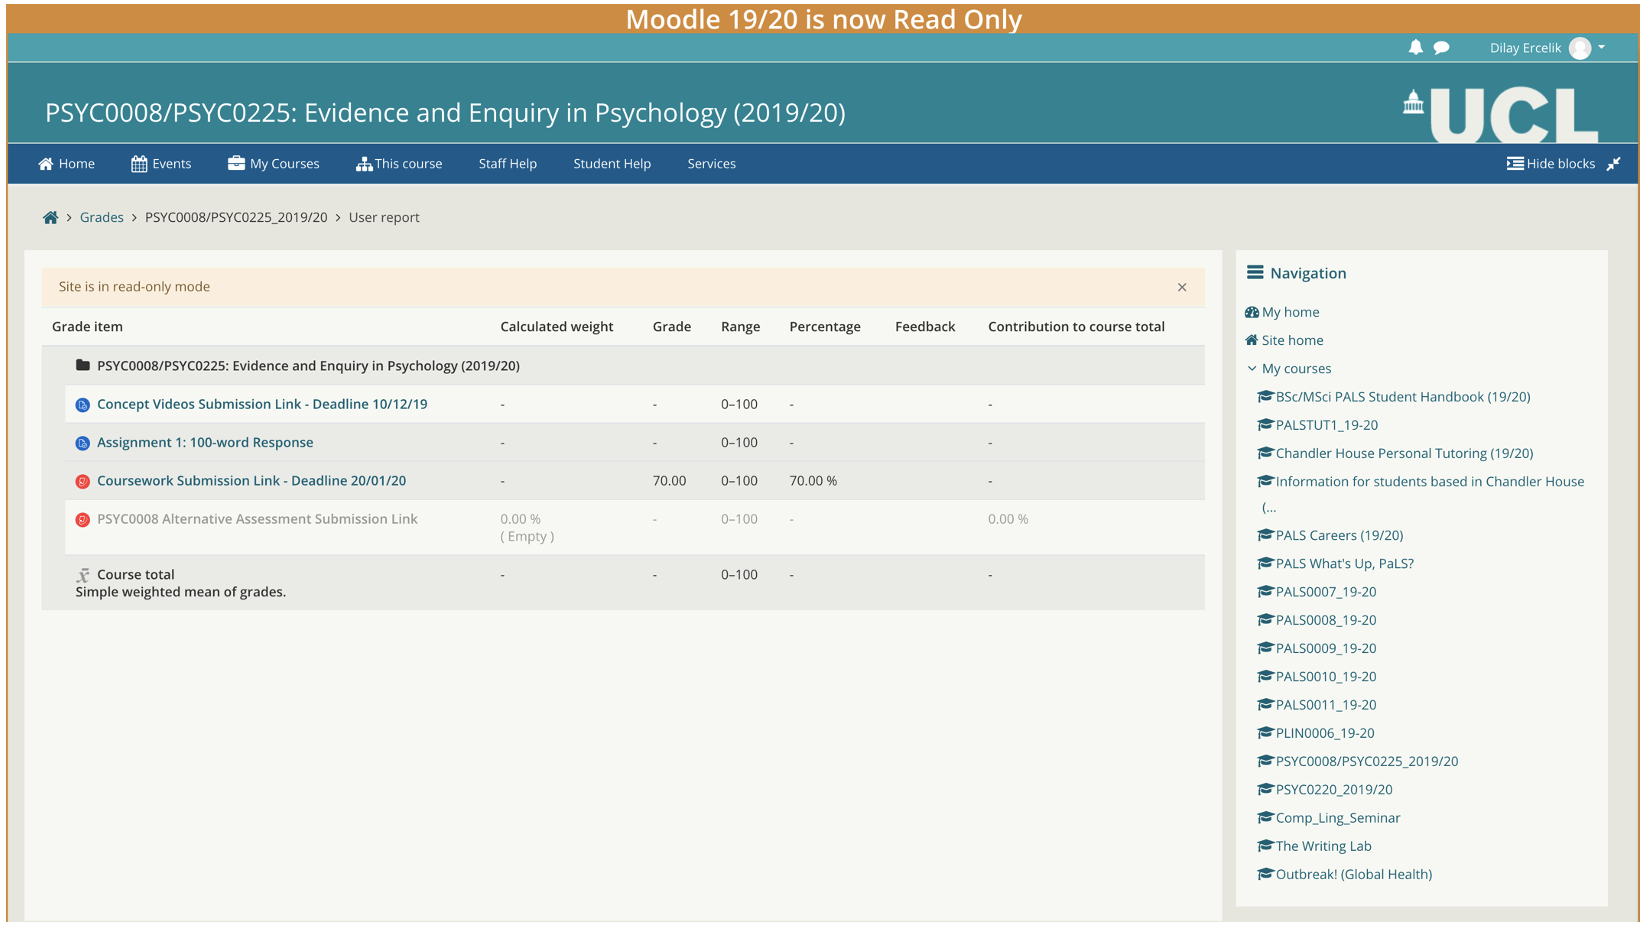 Moodle 19/20 is now Read Only
Dilay Ercelik
PSYC0008/PSYC0225: Evidence and Enquiry in Psychology (2019/20)
UCL
Home Events My Courses This course Staff Help Student Help Services Hide blocks
Grades PSYC0008/PSYC0225_2019/20 User report
Site is in read-only mode ×
Grade item Calculated weight Grade Range Percentage Feedback Contribution to course total
PSYC0008/PSYC0225: Evidence and Enquiry in Psychology (2019/20)
Concept Videos Submission Link - Deadline 10/12/19 - - 0–100 - -
Assignment 1: 100-word Response - - 0–100 - -
Coursework Submission Link - Deadline 20/01/20 - 70.00 0–100 70.00 % -
PSYC0008 Alternative Assessment Submission Link 0.00 % - 0–100 - 0.00 %
( Empty )
Course total - - 0–100 - -
Simple weighted mean of grades.
Navigation
My home
Site home
My courses
BSc/MSci PALS Student Handbook (19/20)
PALSTUT1_19-20
Chandler House Personal Tutoring (19/20)
Information for students based in Chandler House
(...
PALS Careers (19/20)
PALS What's Up, PaLS?
PALS0007_19-20
PALS0008_19-20
PALS0009_19-20
PALS0010_19-20
PALS0011_19-20
PLIN0006_19-20
PSYC0008/PSYC0225_2019/20
PSYC0220_2019/20
Comp_Ling_Seminar
The Writing Lab
Outbreak! (Global Health)